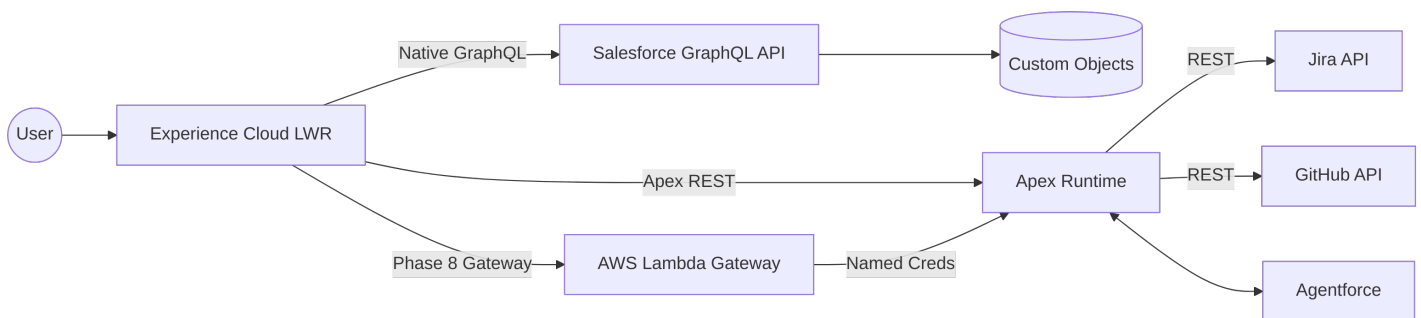 User
Experience Cloud LWR
Native GraphQL
Salesforce GraphQL API
Custom Objects
Apex REST
Apex Runtime
Phase 8 Gateway
AWS Lambda Gateway
Named Creds
REST
Jira API
REST
GitHub API
Agentforce